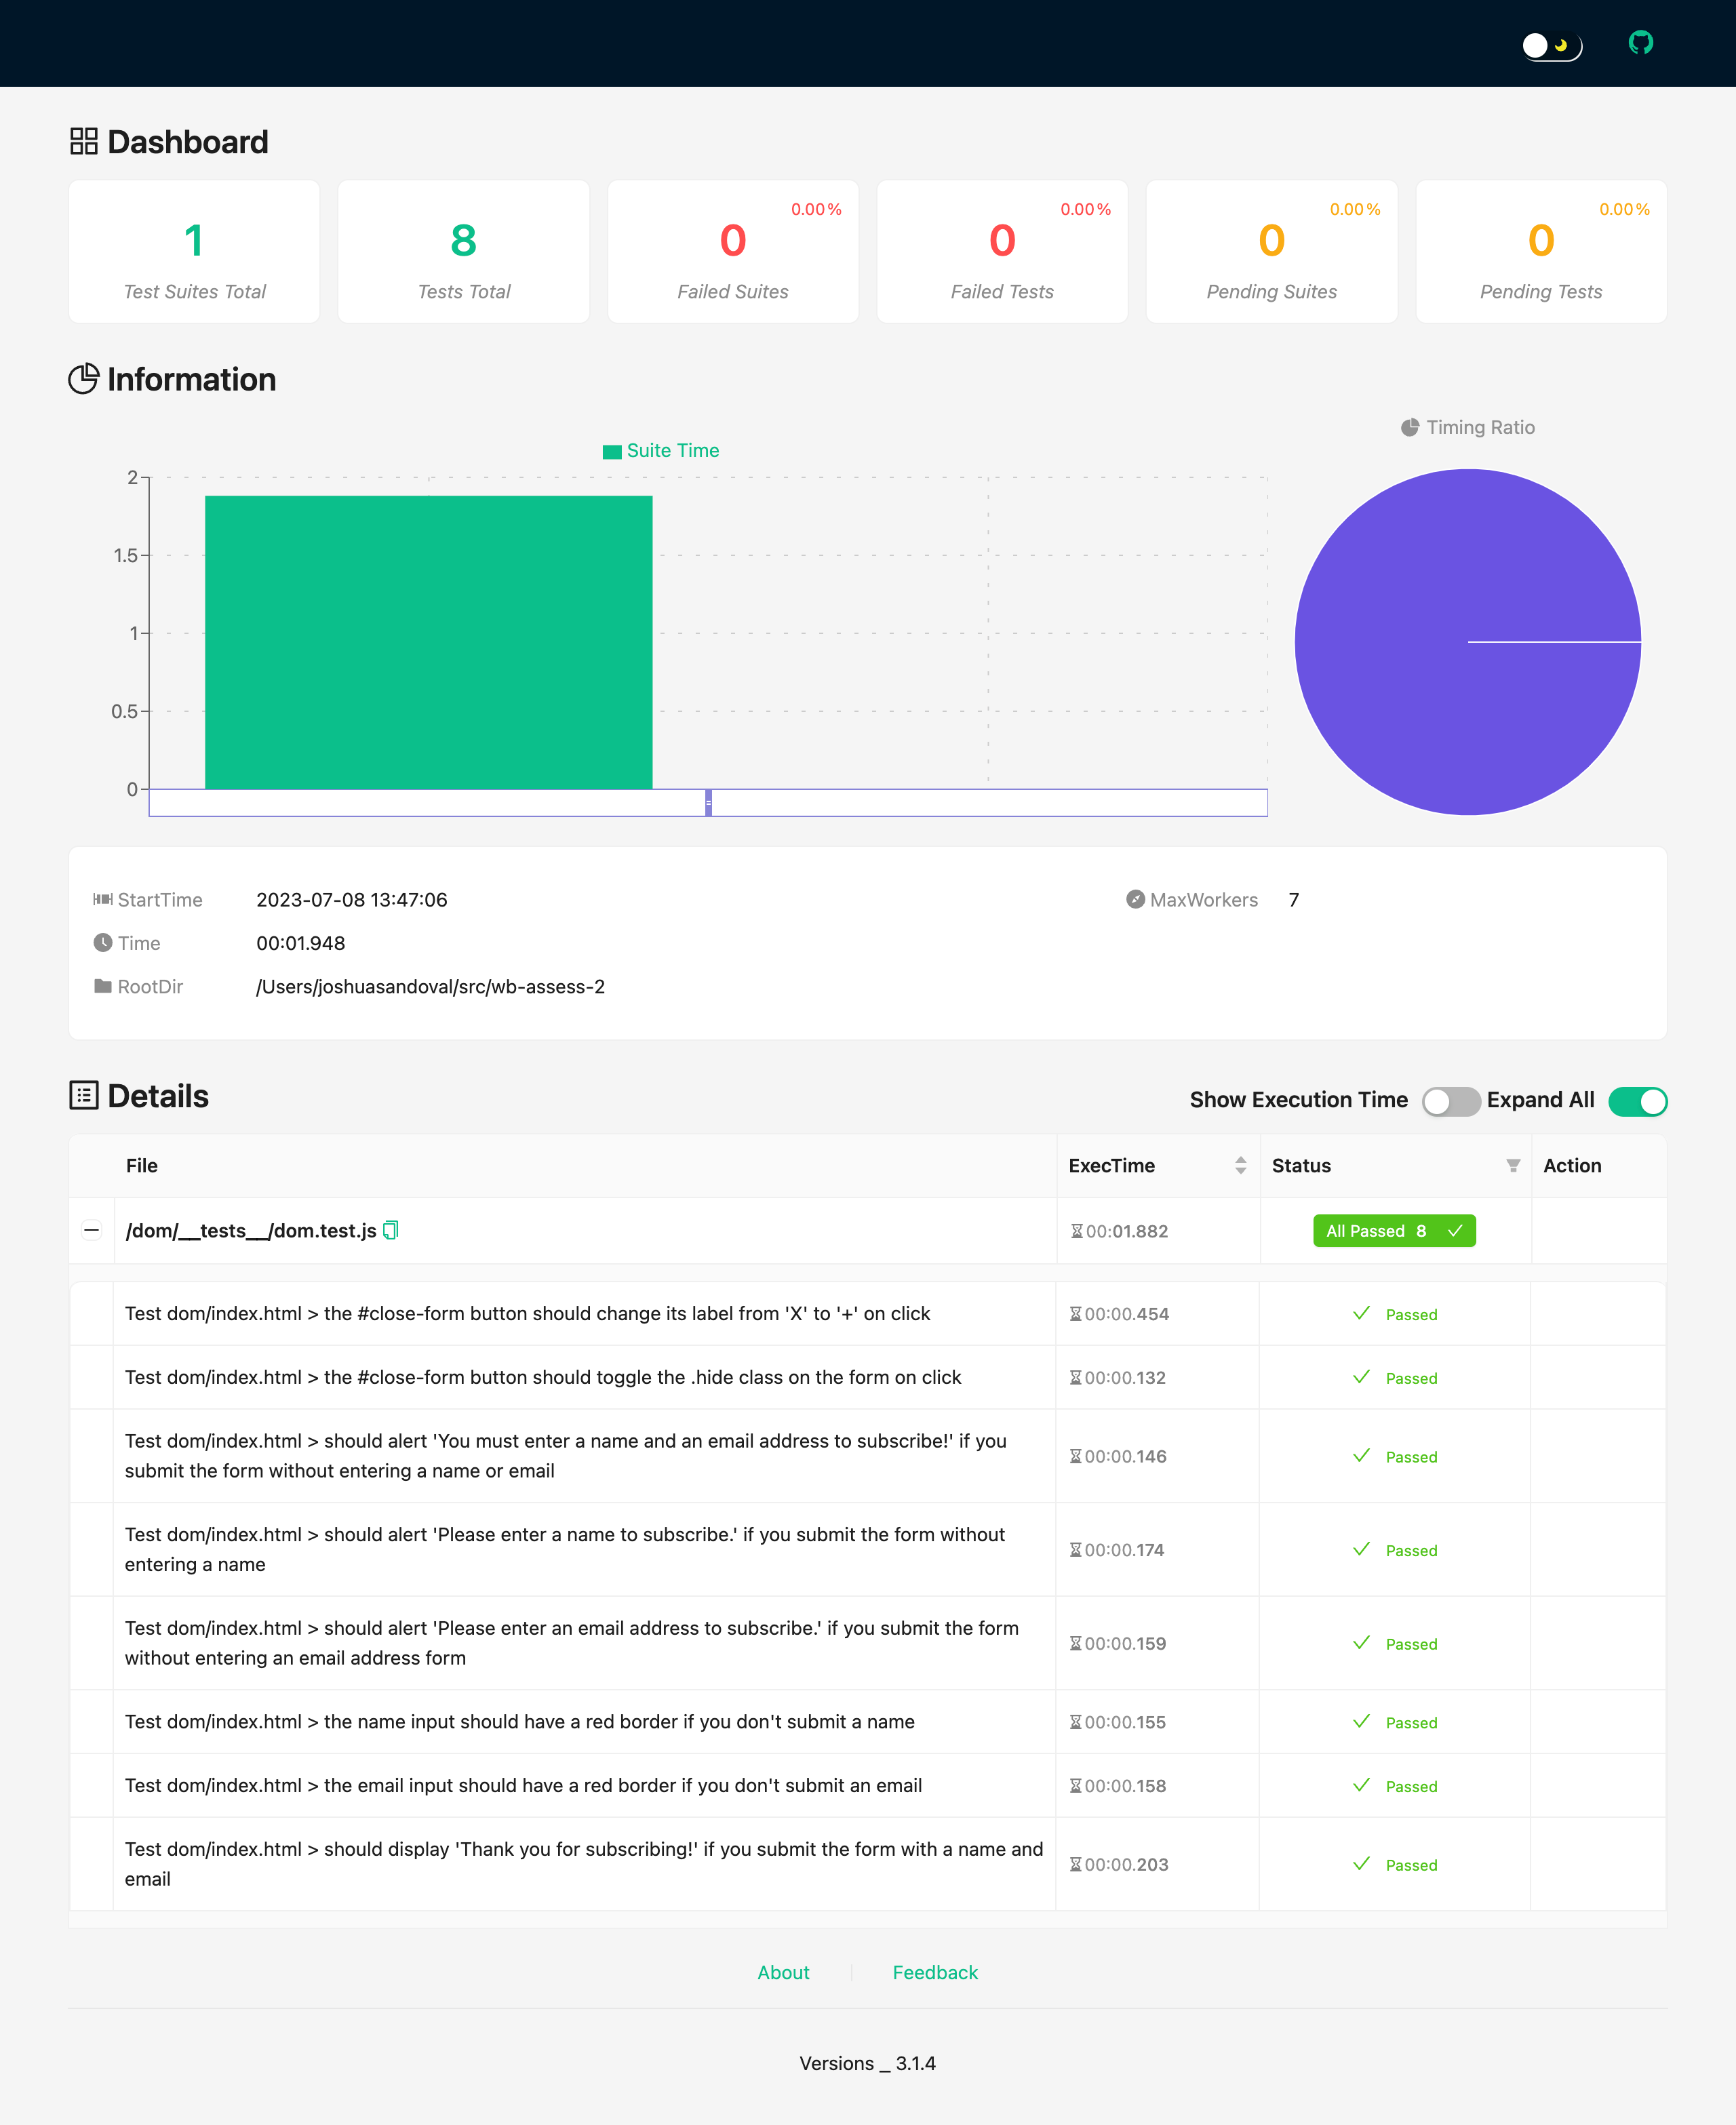 Dashboard
1
Test Suites Total
8
Tests Total
0.00%
0
Failed Suites
0.00%
0
Failed Tests
0.00%
0
Pending Suites
0.00%
0
Pending Tests
Information
Suite Time
2
1.5
1
0.5
0
Timing Ratio
StartTime 2023-07-08 13:47:06
MaxWorkers 7
Time 00:01.948
RootDir /Users/joshuasandoval/src/wb-assess-2
Details
Show Execution Time Expand All
File ExecTime Status Action
/dom/__tests__/dom.test.js 00:01.882 All Passed 8
Test dom/index.html > the #close-form button should change its label from 'X' to '+' on click 00:00.454 Passed
Test dom/index.html > the #close-form button should toggle the .hide class on the form on click 00:00.132 Passed
Test dom/index.html > should alert 'You must enter a name and an email address to subscribe!' if you
submit the form without entering a name or email
00:00.146 Passed
Test dom/index.html > should alert 'Please enter a name to subscribe.' if you submit the form without
entering a name
00:00.174 Passed
Test dom/index.html > should alert 'Please enter an email address to subscribe.' if you submit the form
without entering an email address form
00:00.159 Passed
Test dom/index.html > the name input should have a red border if you don't submit a name 00:00.155 Passed
Test dom/index.html > the email input should have a red border if you don't submit an email 00:00.158 Passed
Test dom/index.html > should display 'Thank you for subscribing!' if you submit the form with a name and
email
00:00.203 Passed
About Feedback
Versions _ 3.1.4